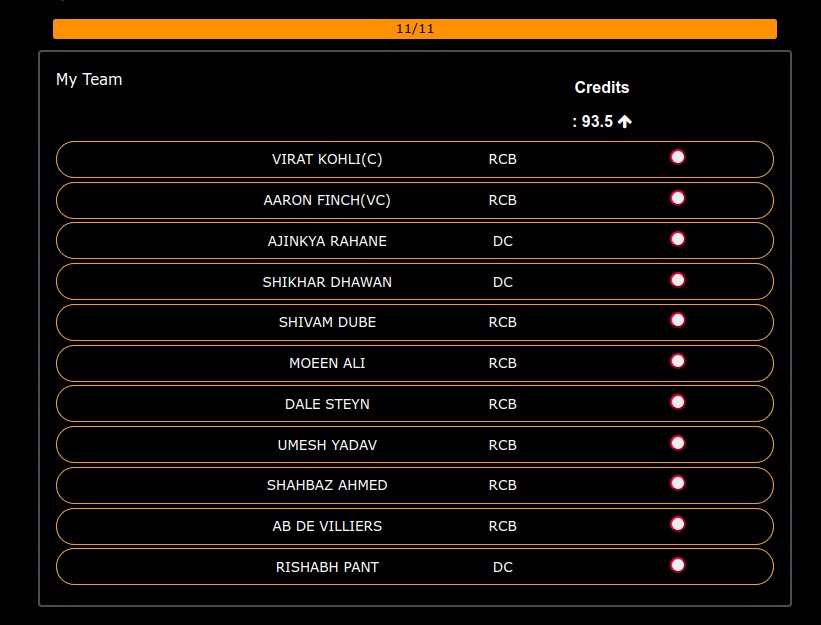 11/11
My Team
Credits
: 93.5
VIRAT KOHLI(C) RCB
AARON FINCH(VC) RCB
AJINKYA RAHANE DC
SHIKHAR DHAWAN DC
SHIVAM DUBE RCB
MOEEN ALI RCB
DALE STEYN RCB
UMESH YADAV RCB
SHAHBAZ AHMED RCB
AB DE VILLIERS RCB
RISHABH PANT DC